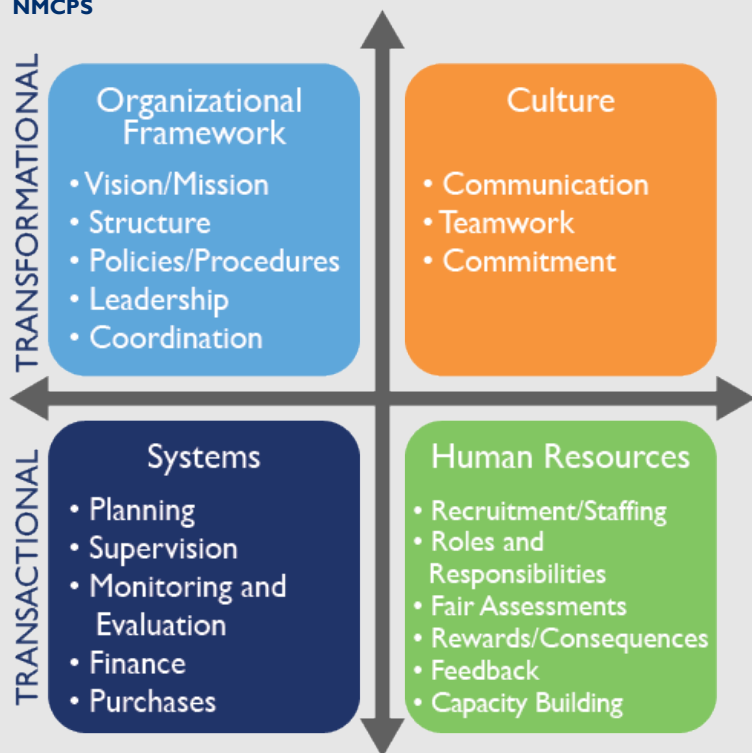 NMCPS
TRANSFORMATIONAL
Organizational
Framework
• Vision/Mission
• Structure
• Policies/Procedures
• Leadership
• Coordination
Culture
• Communication
• Teamwork
• Commitment
TRANSACTIONAL
Systems
• Planning
• Supervision
• Monitoring and
Evaluation
• Finance
• Purchases
Human Resources
• Recruitment/Staffing
• Roles and
Responsibilities
• Fair Assessments
• Rewards/Consequences
• Feedback
• Capacity Building